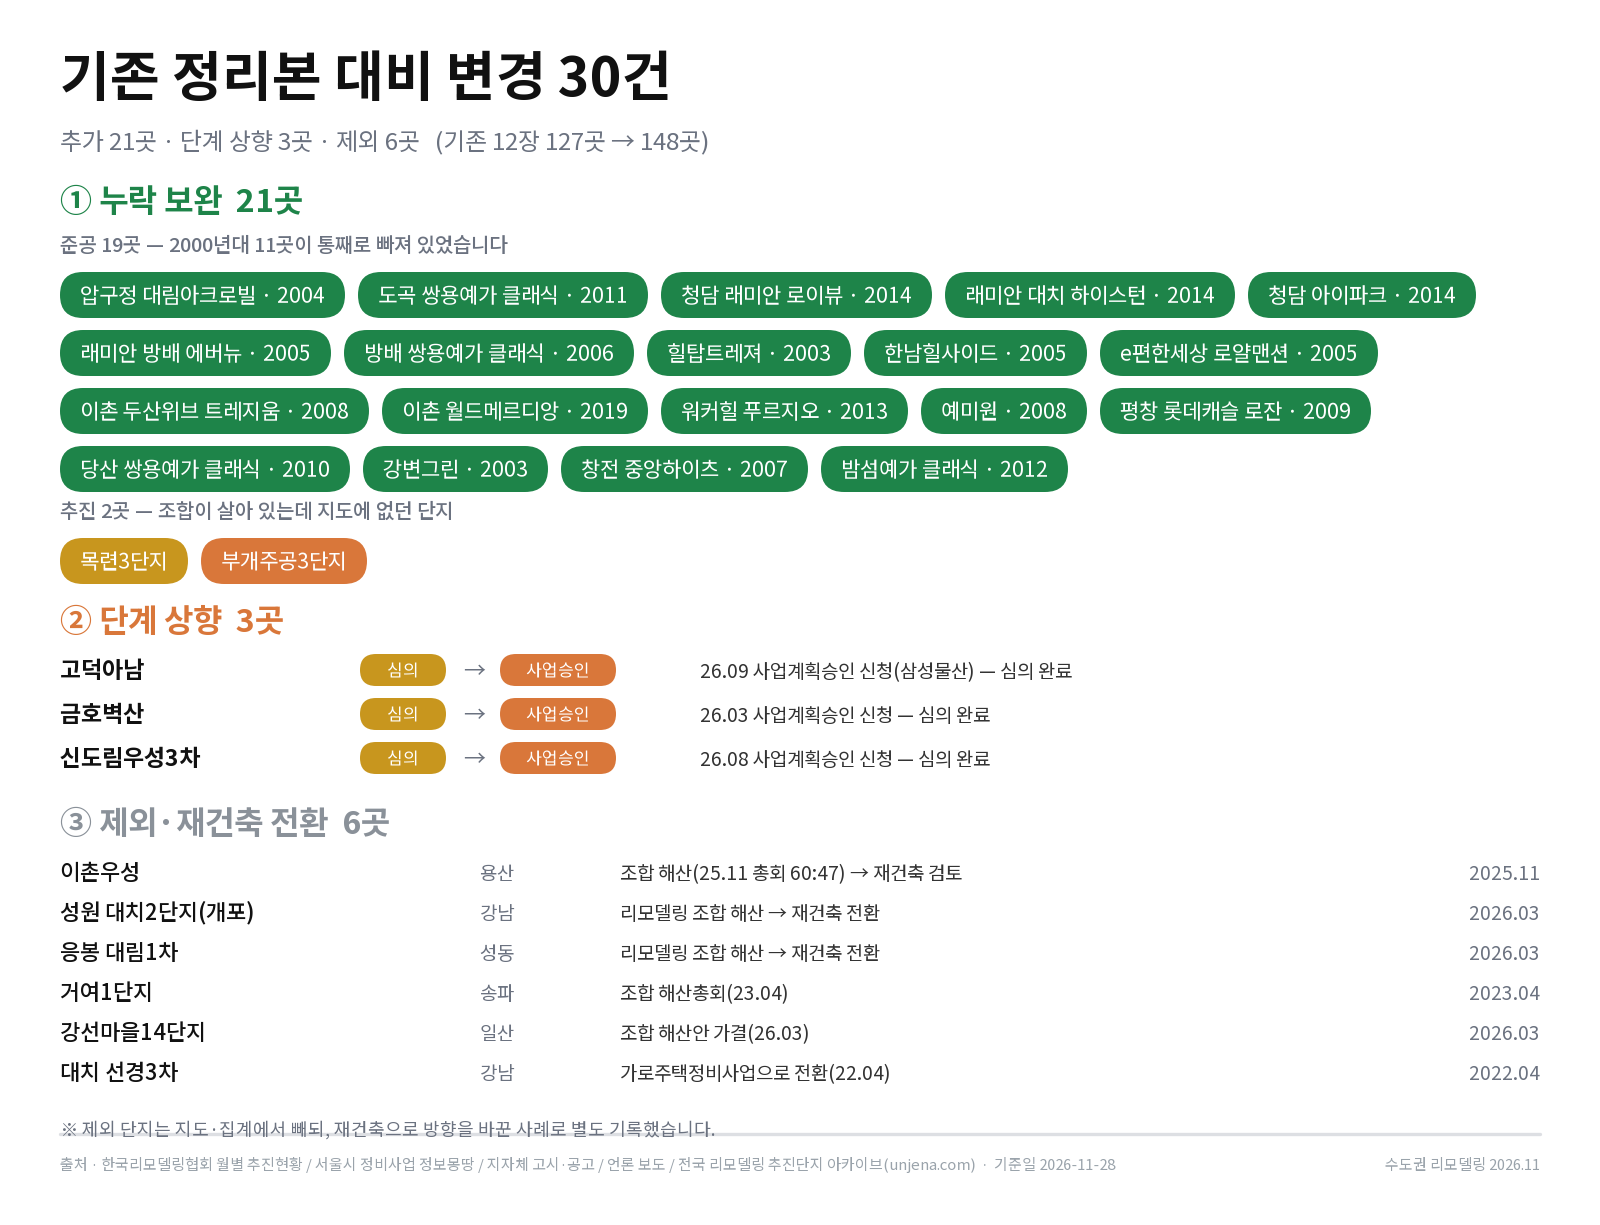 기존 정리본 대비 변경 30건
추가 21곳 · 단계 상향 3곳 · 제외 6곳 (기존 12장 127곳 → 148곳)
① 누락 보완 21곳
준공 19곳 — 2000년대 11곳이 통째로 빠져 있었습니다
압구정 대림아크로빌 · 2004 도곡 쌍용예가 클래식 · 2011 청담 래미안 로이뷰 · 2014 래미안 대치 하이스턴 · 2014 청담 아이파크 · 2014
래미안 방배 에버뉴 · 2005 방배 쌍용예가 클래식 · 2006 힐탑트레져 · 2003 한남힐사이드 · 2005 e편한세상 로얄맨션 · 2005
이촌 두산위브 트레지움 · 2008 이촌 월드메르디앙 · 2019 워커힐 푸르지오 · 2013 예미원 · 2008 평창 롯데캐슬 로잔 · 2009
당산 쌍용예가 클래식 · 2010 강변그린 · 2003 창전 중앙하이츠 · 2007 밤섬예가 클래식 · 2012
추진 2곳 — 조합이 살아 있는데 지도에 없던 단지
목련3단지 부개주공3단지
② 단계 상향 3곳
고덕아남 심의 → 사업승인 26.09 사업계획승인 신청(삼성물산) — 심의 완료
금호벽산 심의 → 사업승인 26.03 사업계획승인 신청 — 심의 완료
신도림우성3차 심의 → 사업승인 26.08 사업계획승인 신청 — 심의 완료
③ 제외·재건축 전환 6곳
이촌우성 용산 조합 해산(25.11 총회 60:47) → 재건축 검토 2025.11
성원 대치2단지(개포) 강남 리모델링 조합 해산 → 재건축 전환 2026.03
응봉 대림1차 성동 리모델링 조합 해산 → 재건축 전환 2026.03
거여1단지 송파 조합 해산총회(23.04) 2023.04
강선마을14단지 일산 조합 해산안 가결(26.03) 2026.03
대치 선경3차 강남 가로주택정비사업으로 전환(22.04) 2022.04
※ 제외 단지는 지도·집계에서 빼되, 재건축으로 방향을 바꾼 사례로 별도 기록했습니다.
출처 · 한국리모델링협회 월별 추진현황 / 서울시 정비사업 정보몽땅 / 지자체 고시·공고 / 언론 보도 / 전국 리모델링 추진단지 아카이브(unjena.com) · 기준일 2026-11-28 수도권 리모델링 2026.11